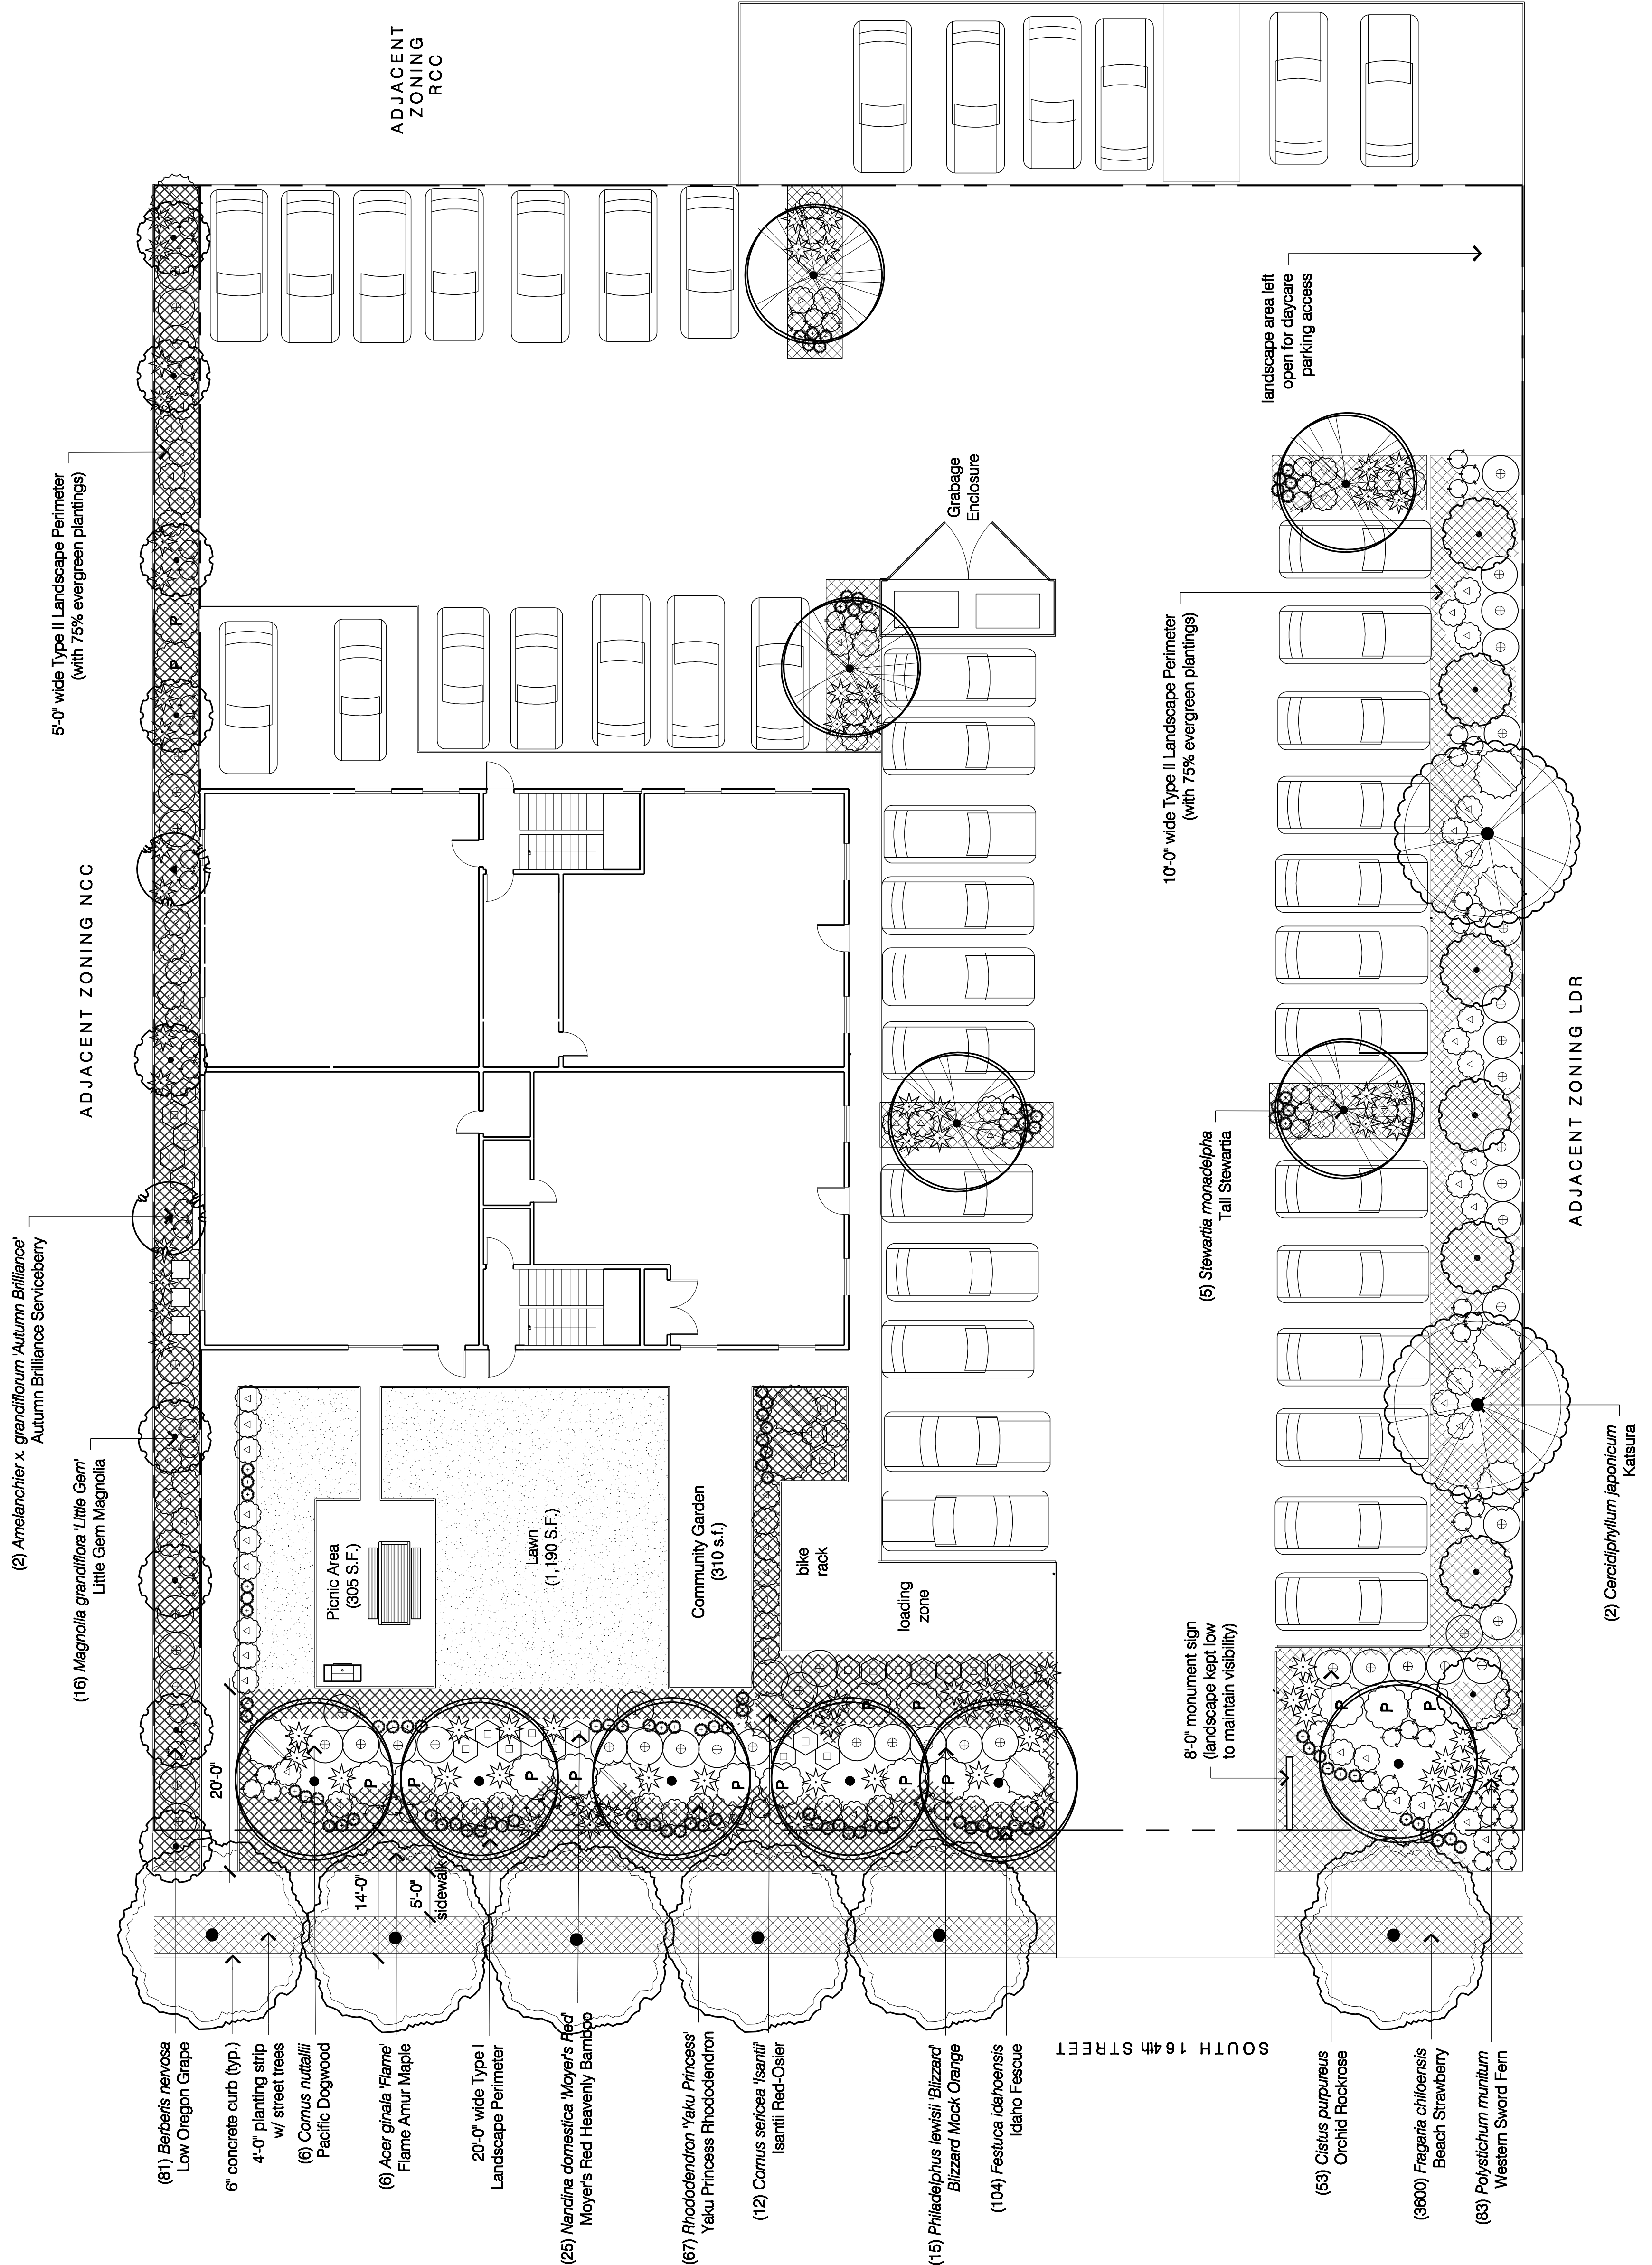 ADJACENT
ZONING
RCC
5'-0" wide Type II Landscape Perimeter
(with 75% evergreen plantings)
landscape area left
open for daycare
parking access
Grabage
Enclosure
10'-0" wide Type II Landscape Perimeter
(with 75% evergreen plantings)
ADJACENT ZONING NCC
ADJACENT ZONING LDR
(5) Stewartia monadelpha
Tall Stewartia
(2) Amelanchier x. grandiflorum 'Autumn Brilliance'
Autumn Brilliance Serviceberry
(16) Magnolia grandiflora 'Little Gem'
Little Gem Magnolia
(2) Cercidiphyllum japonicum
Katsura
Picnic Area
(305 S.F.)
Lawn
(1,190 S.F.)
Community Garden
(310 s.f.)
bike
rack
loading
zone
8'-0" monument sign
(landscape kept low
to maintain visibility)
20'-0"
14'-0"
5'-0"
sidewalk
P
P
P
P
P
P
P
P
P
P
P
P
P
P
SOUTH 164th STREET
(81) Berberis nervosa
Low Oregon Grape
6" concrete curb (typ.)
4'-0" planting strip
w/ street trees
(6) Cornus nuttallii
Pacific Dogwood
(6) Acer ginala 'Flame'
Flame Amur Maple
20'-0" wide Type I
Landscape Perimeter
(25) Nandina domestica 'Moyer's Red'
Moyer's Red Heavenly Bamboo
(67) Rhododendron 'Yaku Princess'
Yaku Princess Rhododendron
(12) Cornus sericea 'Isantii'
Isantii Red-Osier
(15) Philadelphus lewisii 'Blizzard'
Blizzard Mock Orange
(104) Festuca idahoensis
Idaho Fescue
(53) Cistus purpureus
Orchid Rockrose
(3600) Fragaria chiloensis
Beach Strawberry
(83) Polystichum munitum
Western Sword Fern